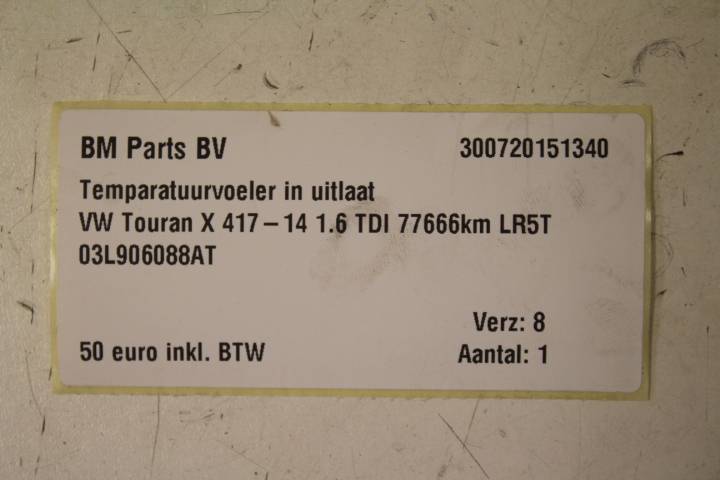 BM Parts BV 300720151340
Temparatuurvoeler in uitlaat
VW Touran X 417-14 1.6 TDI 77666km LR5T
03L906088AT
Verz: 8
50 euro inkl. BTW Aantal: 1